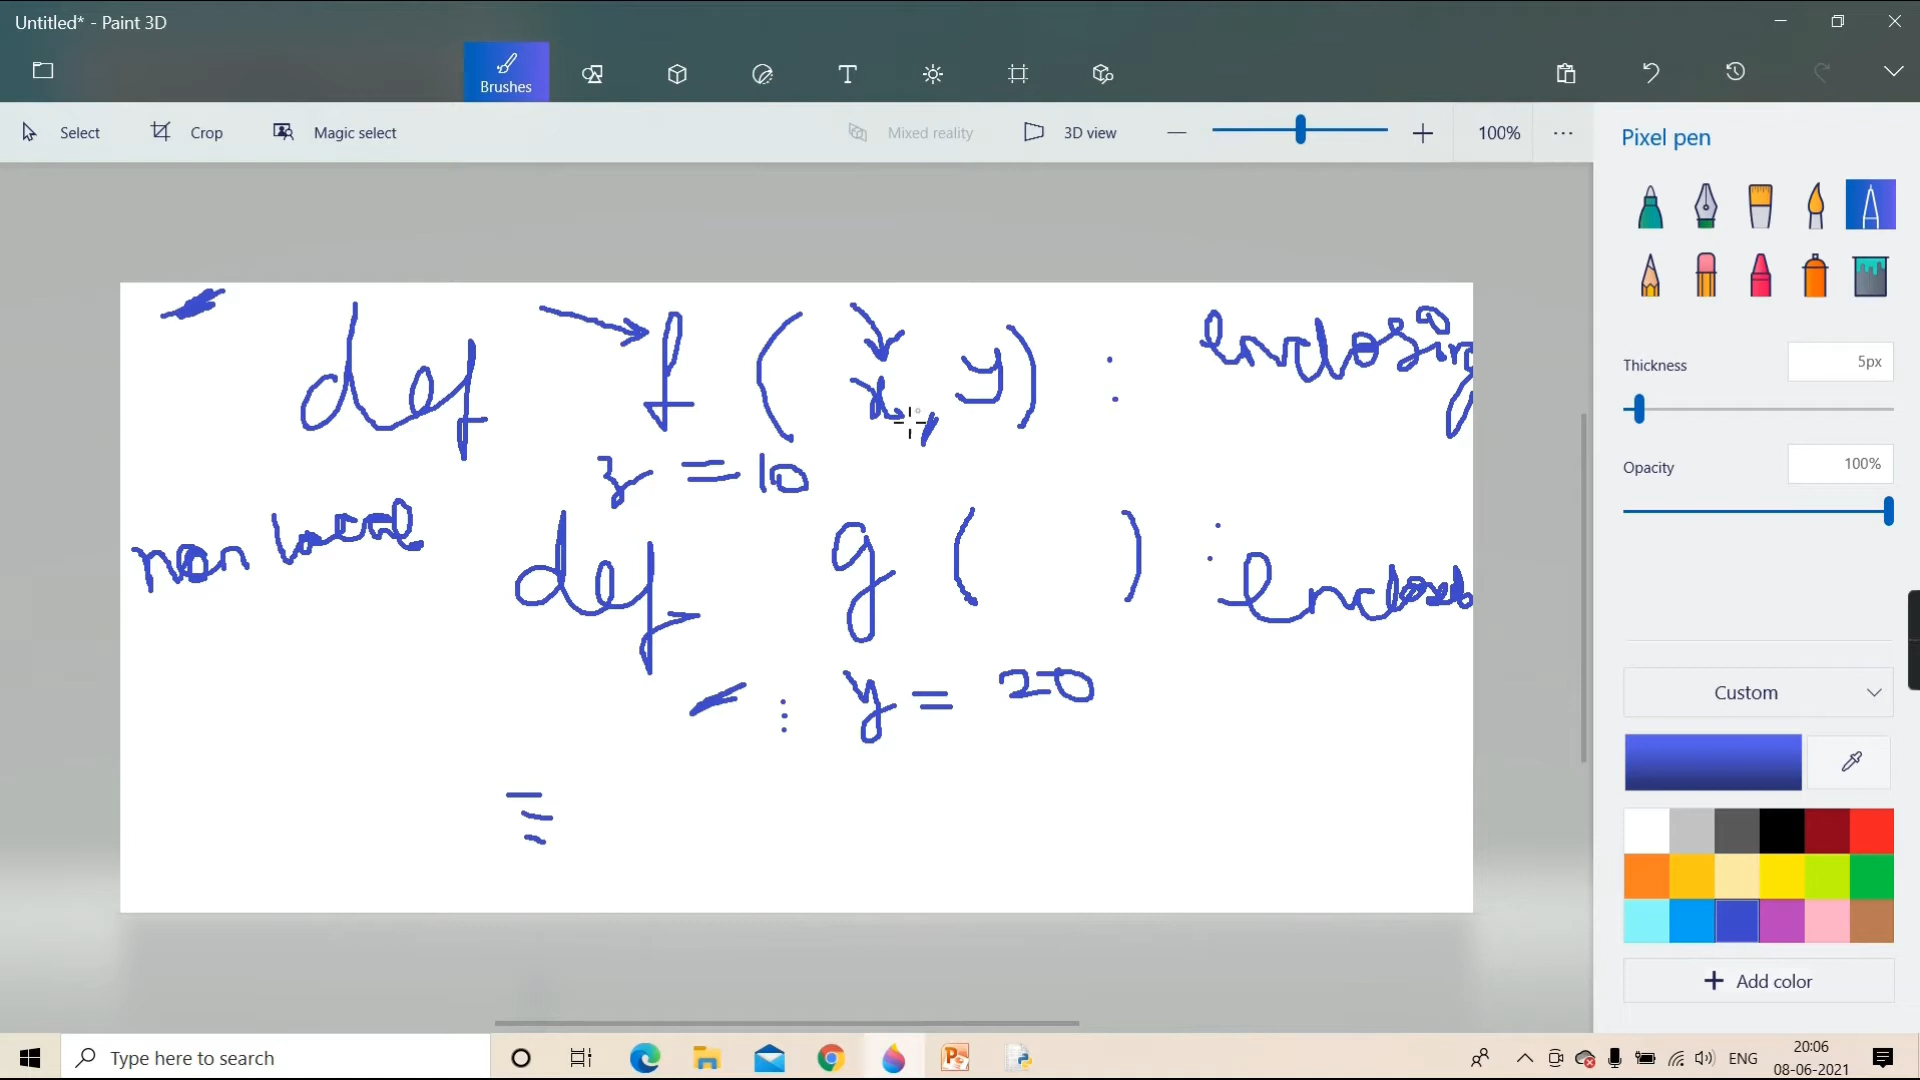 Untitled* - Paint 3D
Brushes
Select Crop Magic select Mixed reality 3D view 100%
Pixel pen
def f ( x, y) : enclosing
Thickness 5px
z = 10
Opacity 100%
non local
def g ( ) :
y = 20
Custom
Add color
Type here to search
ENG
20:06
08-06-2021